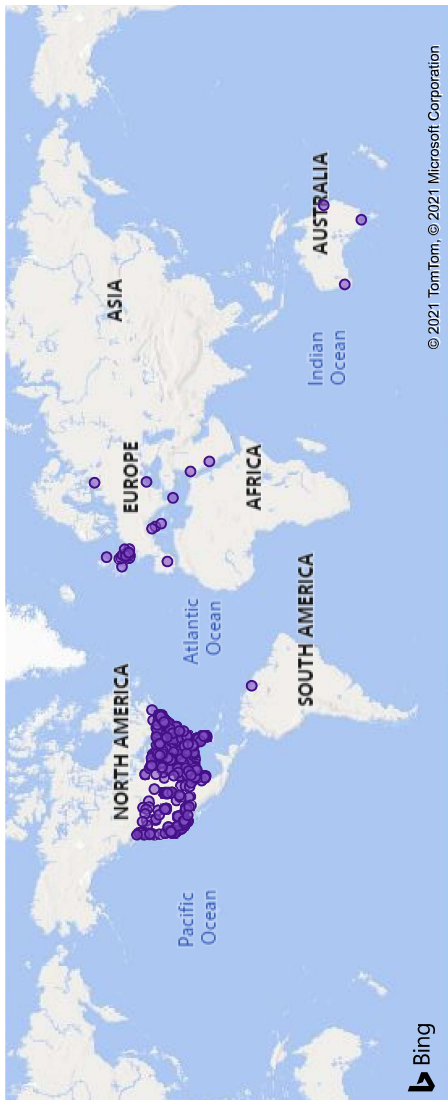 NORTH AMERICA
EUROPE
ASIA
Pacific
Ocean
Atlantic
Ocean
AFRICA
SOUTH AMERICA
Indian
Ocean
AUSTRALIA
Bing
© 2021 TomTom, © 2021 Microsoft Corporation